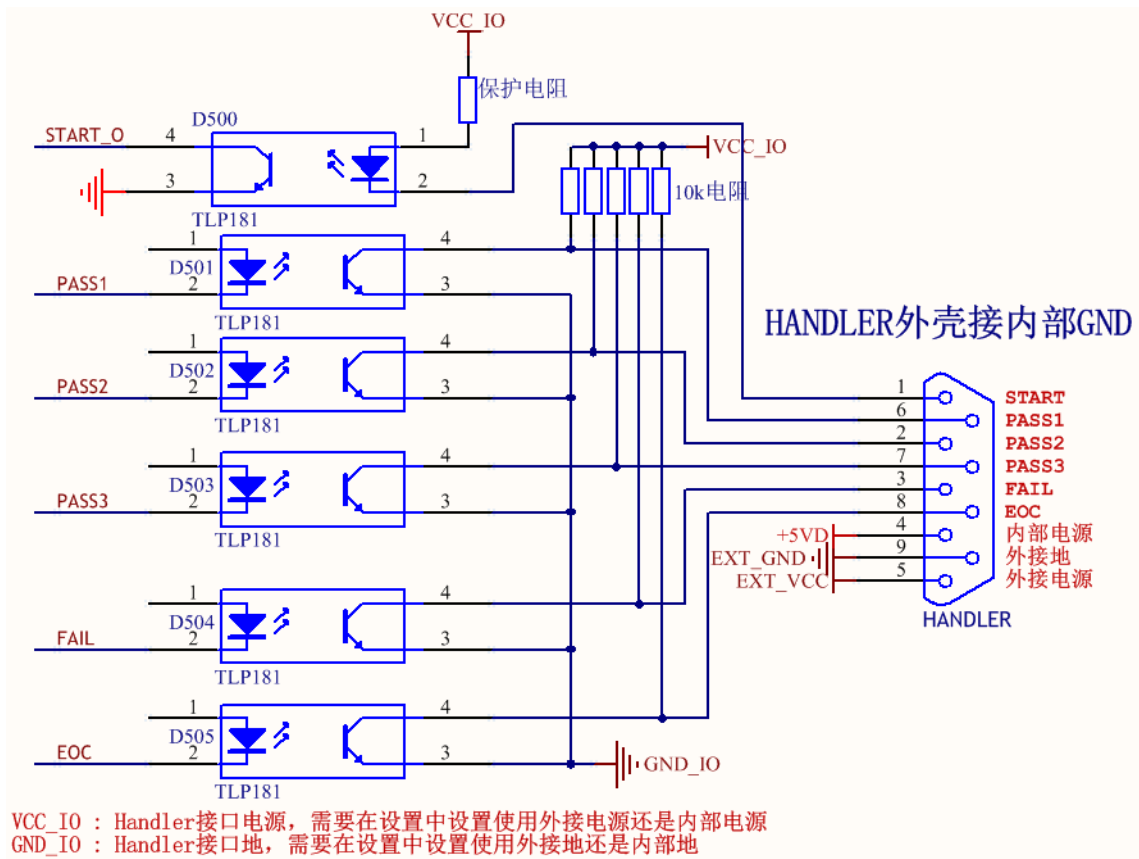 VCC_IO
保护电阻
D500
START_O
4
1
3
2
TLP181
VCC_IO
10k电阻
1
4
D501
PASS1
2
3
TLP181
1
4
D502
PASS2
2
3
TLP181
1
4
D503
PASS3
2
3
TLP181
1
4
D504
FAIL
2
3
TLP181
1
4
D505
EOC
2
3
TLP181
GND_IO
HANDLER外壳接内部GND
1 START
6 PASS1
2 PASS2
7 PASS3
3 FAIL
8 EOC
+5VD 4 内部电源
EXT_GND 9 外接地
EXT_VCC 5 外接电源
HANDLER
VCC_IO : Handler接口电源，需要在设置中设置使用外接电源还是内部电源
GND_IO : Handler接口地，需要在设置中设置使用外接地还是内部地